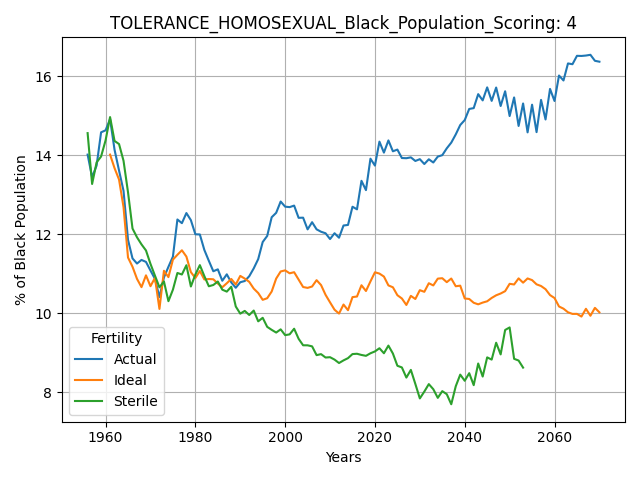 TOLERANCE_HOMOSEXUAL_Black_Population_Scoring: 4
% of Black Population
16
14
12
10
8
Fertility
Actual
Ideal
Sterile
1960 1980 2000 2020 2040 2060
Years